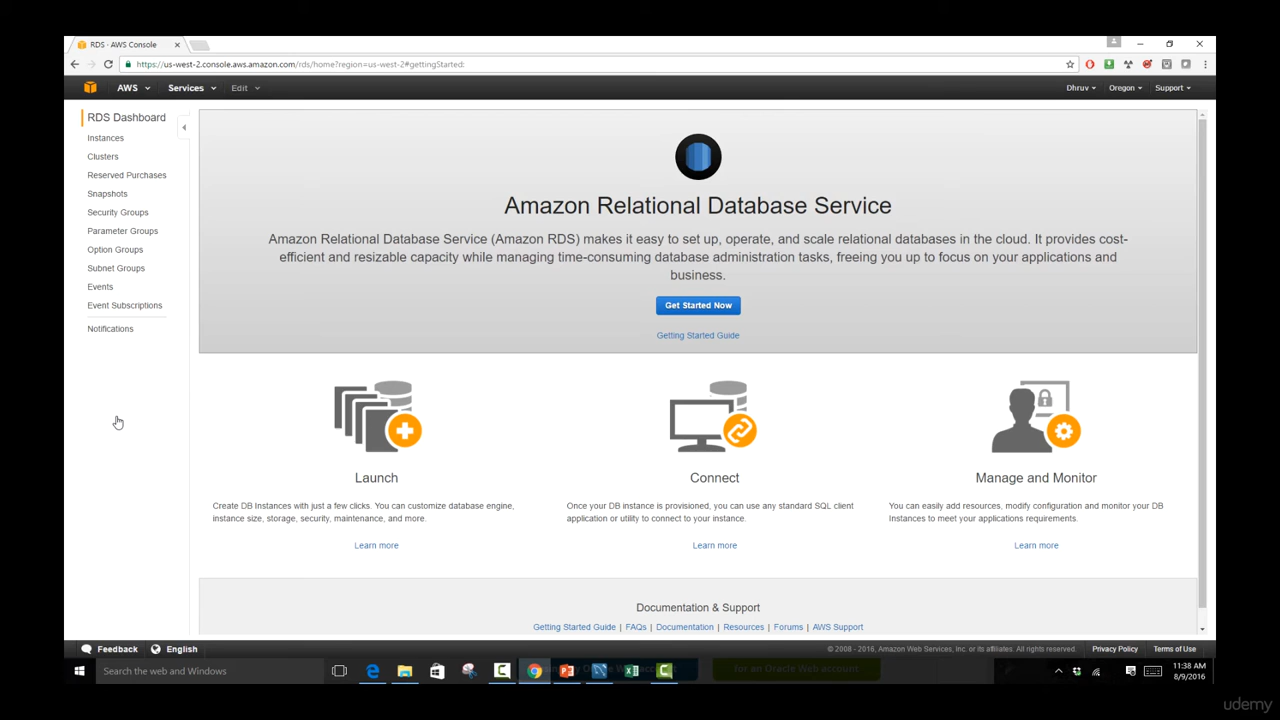 RDS · AWS Console
https://us-west-2.console.aws.amazon.com/rds/home?region=us-west-2#gettingStarted:
AWS Services Edit Dhruv Oregon Support
RDS Dashboard
Instances
Clusters
Reserved Purchases
Snapshots
Security Groups
Parameter Groups
Option Groups
Subnet Groups
Events
Event Subscriptions
Notifications
Amazon Relational Database Service
Amazon Relational Database Service (Amazon RDS) makes it easy to set up, operate, and scale relational databases in the cloud. It provides cost-
efficient and resizable capacity while managing time-consuming database administration tasks, freeing you up to focus on your applications and
business.
Get Started Now
Getting Started Guide
Launch
Create DB Instances with just a few clicks. You can customize database engine,
instance size, storage, security, maintenance, and more.
Learn more
Connect
Once your DB instance is provisioned, you can use any standard SQL client
application or utility to connect to your instance.
Learn more
Manage and Monitor
You can easily add resources, modify configuration and monitor your DB
Instances to meet your applications requirements.
Learn more
Documentation & Support
Getting Started Guide | FAQs | Documentation | Resources | Forums | AWS Support
Feedback English © 2008 - 2016, Amazon Web Services, Inc. or its affiliates. All rights reserved. Privacy Policy Terms of Use
Search the web and Windows
for an Oracle Web account
11:38 AM
8/9/2016
udemy